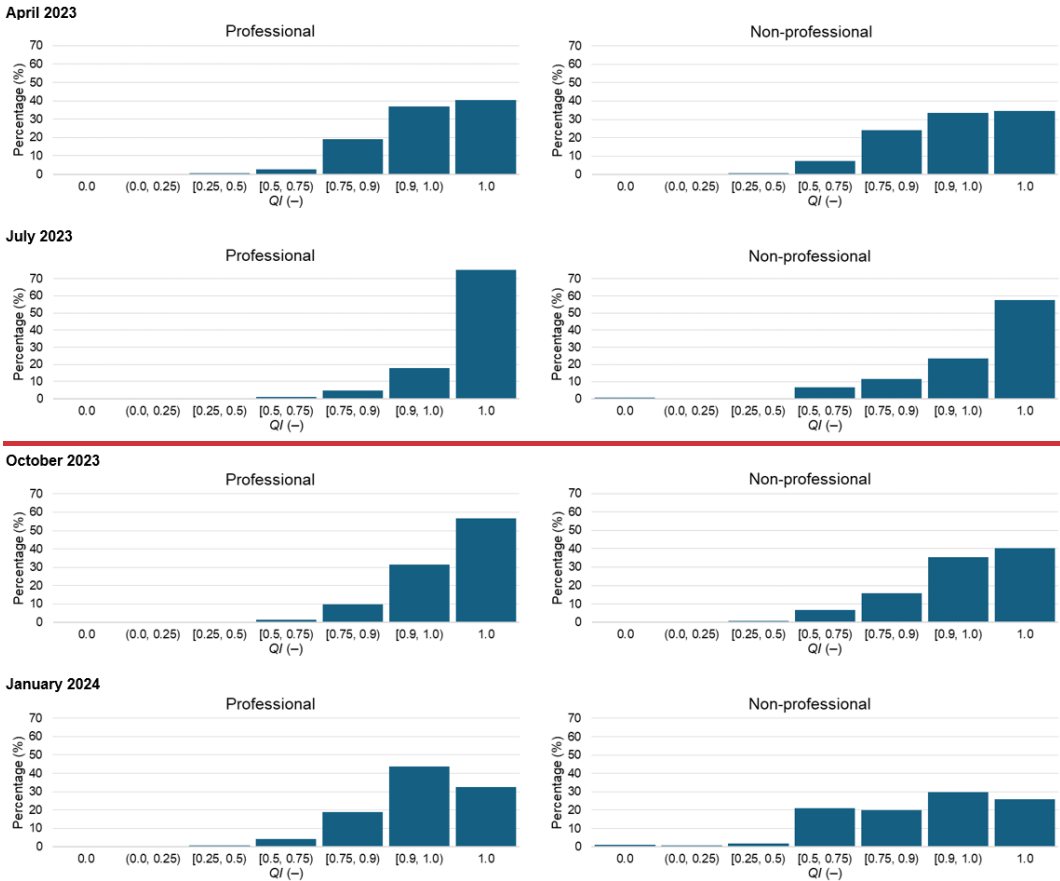 April 2023
Professional
Non-professional
Percentage (%)
70
60
50
40
30
20
10
0
0.0 (0.0, 0.25) [0.25, 0.5) [0.5, 0.75) [0.75, 0.9) [0.9, 1.0) 1.0
QI (–)
Percentage (%)
70
60
50
40
30
20
10
0
0.0 (0.0, 0.25) [0.25, 0.5) [0.5, 0.75) [0.75, 0.9) [0.9, 1.0) 1.0
QI (–)
July 2023
Professional
Non-professional
Percentage (%)
70
60
50
40
30
20
10
0
0.0 (0.0, 0.25) [0.25, 0.5) [0.5, 0.75) [0.75, 0.9) [0.9, 1.0) 1.0
QI (–)
Percentage (%)
70
60
50
40
30
20
10
0
0.0 (0.0, 0.25) [0.25, 0.5) [0.5, 0.75) [0.75, 0.9) [0.9, 1.0) 1.0
QI (–)
October 2023
Professional
Non-professional
Percentage (%)
70
60
50
40
30
20
10
0
0.0 (0.0, 0.25) [0.25, 0.5) [0.5, 0.75) [0.75, 0.9) [0.9, 1.0) 1.0
QI (–)
Percentage (%)
70
60
50
40
30
20
10
0
0.0 (0.0, 0.25) [0.25, 0.5) [0.5, 0.75) [0.75, 0.9) [0.9, 1.0) 1.0
QI (–)
January 2024
Professional
Non-professional
Percentage (%)
70
60
50
40
30
20
10
0
0.0 (0.0, 0.25) [0.25, 0.5) [0.5, 0.75) [0.75, 0.9) [0.9, 1.0) 1.0
QI (–)
Percentage (%)
70
60
50
40
30
20
10
0
0.0 (0.0, 0.25) [0.25, 0.5) [0.5, 0.75) [0.75, 0.9) [0.9, 1.0) 1.0
QI (–)